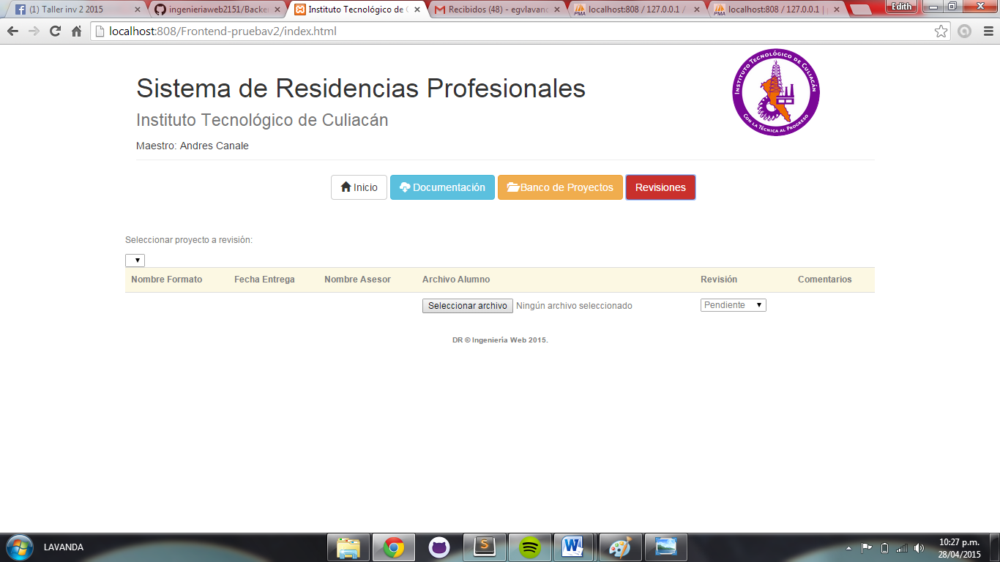 (1) Taller inv 2 2015
ingenieriaweb2151/Backe
Instituto Tecnológico de C
Recibidos (48) - egvlavan
localhost:808 / 127.0.0.1 /
localhost:808 / 127.0.0.1 |
Edith
localhost:808/Frontend-pruebav2/index.html
Sistema de Residencias Profesionales
Instituto Tecnológico de Culiacán
Maestro: Andres Canale
INSTITUTO TECNOLÓGICO DE CULIACÁN
CON LA TÉCNICA AL PROGRESO
Inicio
Documentación
Banco de Proyectos
Revisiones
Seleccionar proyecto a revisión:
Nombre Formato Fecha Entrega Nombre Asesor Archivo Alumno Revisión Comentarios
Seleccionar archivo Ningún archivo seleccionado Pendiente
DR © Ingeniería Web 2015.
LAVANDA
10:27 p.m.
28/04/2015